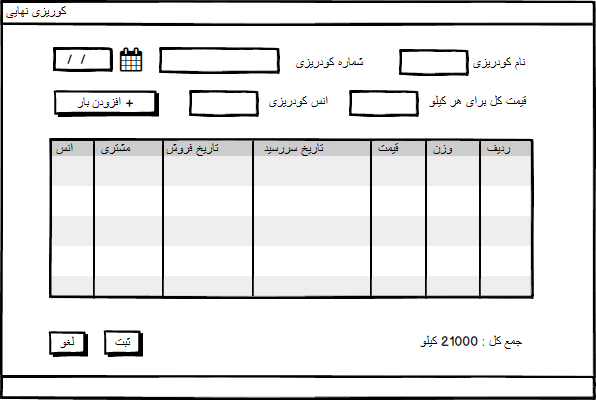 کوریزی نهایی
نام کودریزی شماره کودریزی / /
قیمت کل برای هر کیلو انس کودریزی + افزودن بار
ردیف وزن قیمت تاریخ سررسید تاریخ فروش مشتری انس
جمع کل : 21000 کیلو ثبت لغو